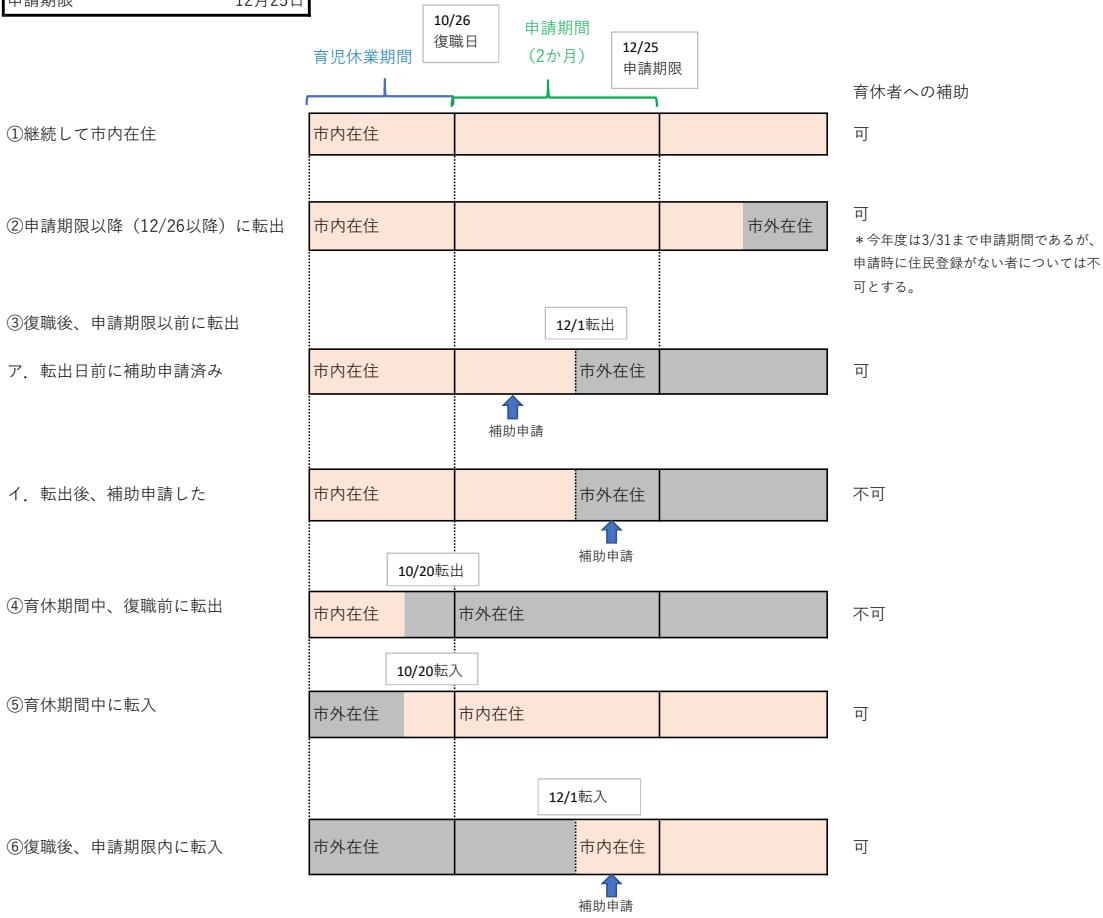 申請期限 12月25日
10/26
復職日
申請期間
（2か月）
育児休業期間
12/25
申請期限
育休者への補助
①継続して市内在住
市内在住
可
②申請期限以降（12/26以降）に転出
市内在住
市外在住
可
＊今年度は3/31まで申請期間であるが、
申請時に住民登録がない者については不
可とする。
③復職後、申請期限以前に転出
12/1転出
ア．転出日前に補助申請済み
市内在住
市外在住
可
補助申請
イ．転出後、補助申請した
市内在住
市外在住
不可
補助申請
10/20転出
④育休期間中、復職前に転出
市内在住
市外在住
不可
10/20転入
⑤育休期間中に転入
市外在住
市内在住
可
12/1転入
⑥復職後、申請期限内に転入
市外在住
市内在住
可
補助申請